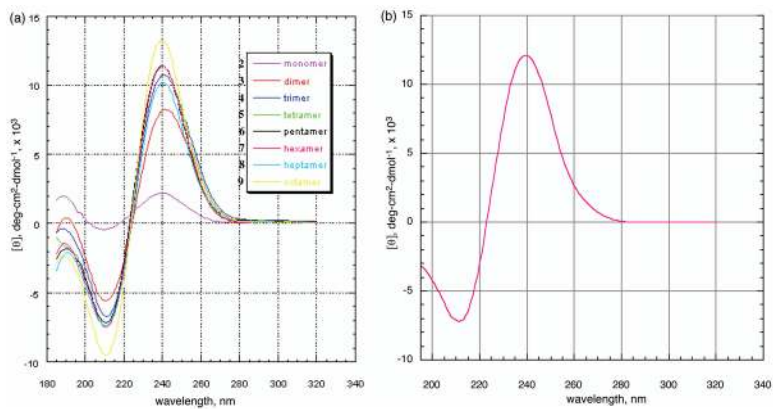 (a)
15
10
5
0
-5
-10
[θ], deg-cm²-dmol⁻¹, x 10³
180 200 220 240 260 280 300 320 340
wavelength, nm
2 monomer
3 dimer
4 trimer
5 tetramer
6 pentamer
7 hexamer
8 heptamer
9
(b)
15
10
5
0
-5
-10
[θ], deg-cm²-dmol⁻¹, x 10³
200 220 240 260 280 300 320 340
wavelength, nm